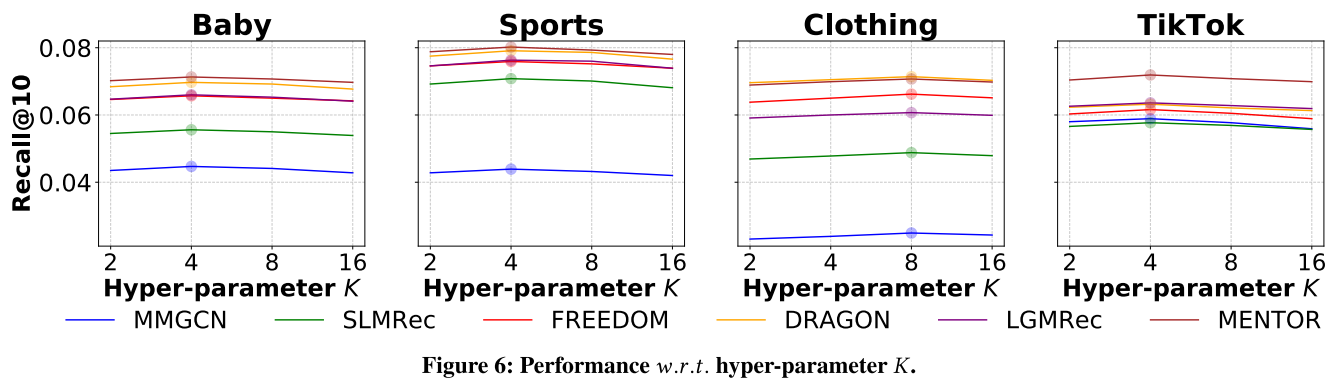 Baby Sports Clothing TikTok
Recall@10
0.08
0.06
0.04
2 4 8 16 2 4 8 16 2 4 8 16 2 4 8 16
Hyper-parameter K Hyper-parameter K Hyper-parameter K Hyper-parameter K
MMGCN SLMRec FREEDOM DRAGON LGMRec MENTOR
Figure 6: Performance w.r.t. hyper-parameter K.